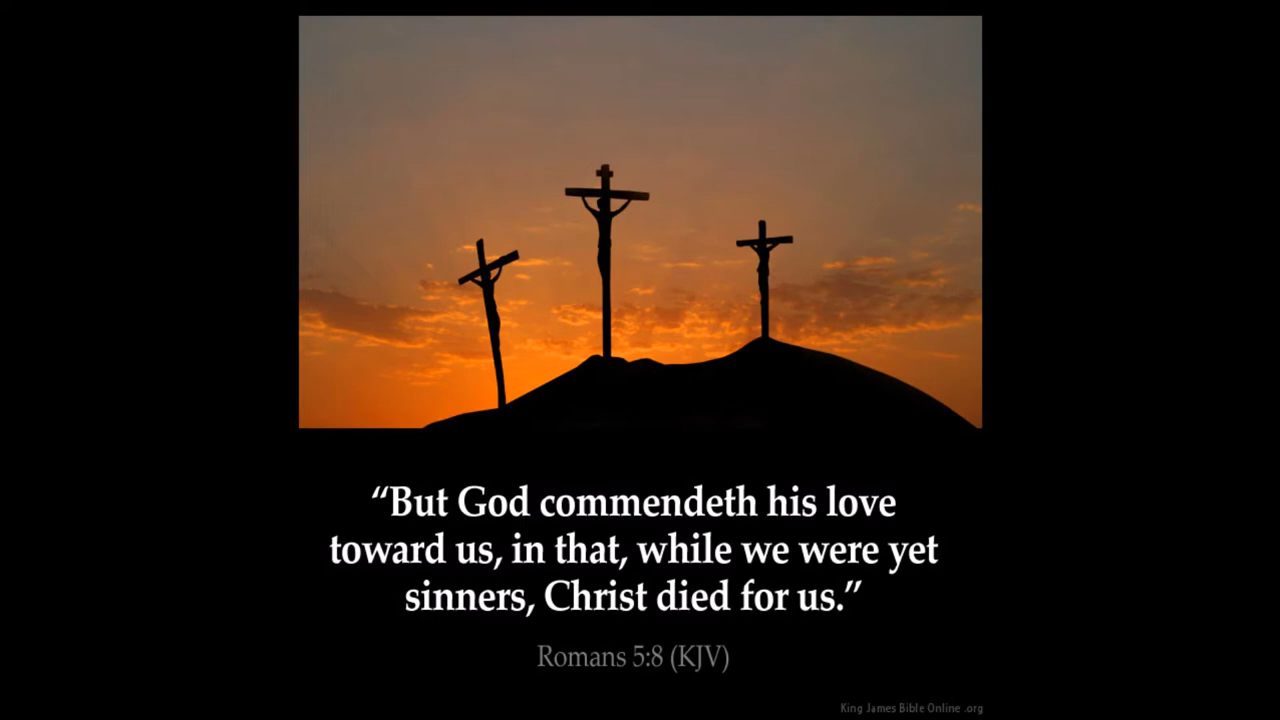 “But God commendeth his love
toward us, in that, while we were yet
sinners, Christ died for us.”
Romans 5:8 (KJV)
King James Bible Online .org